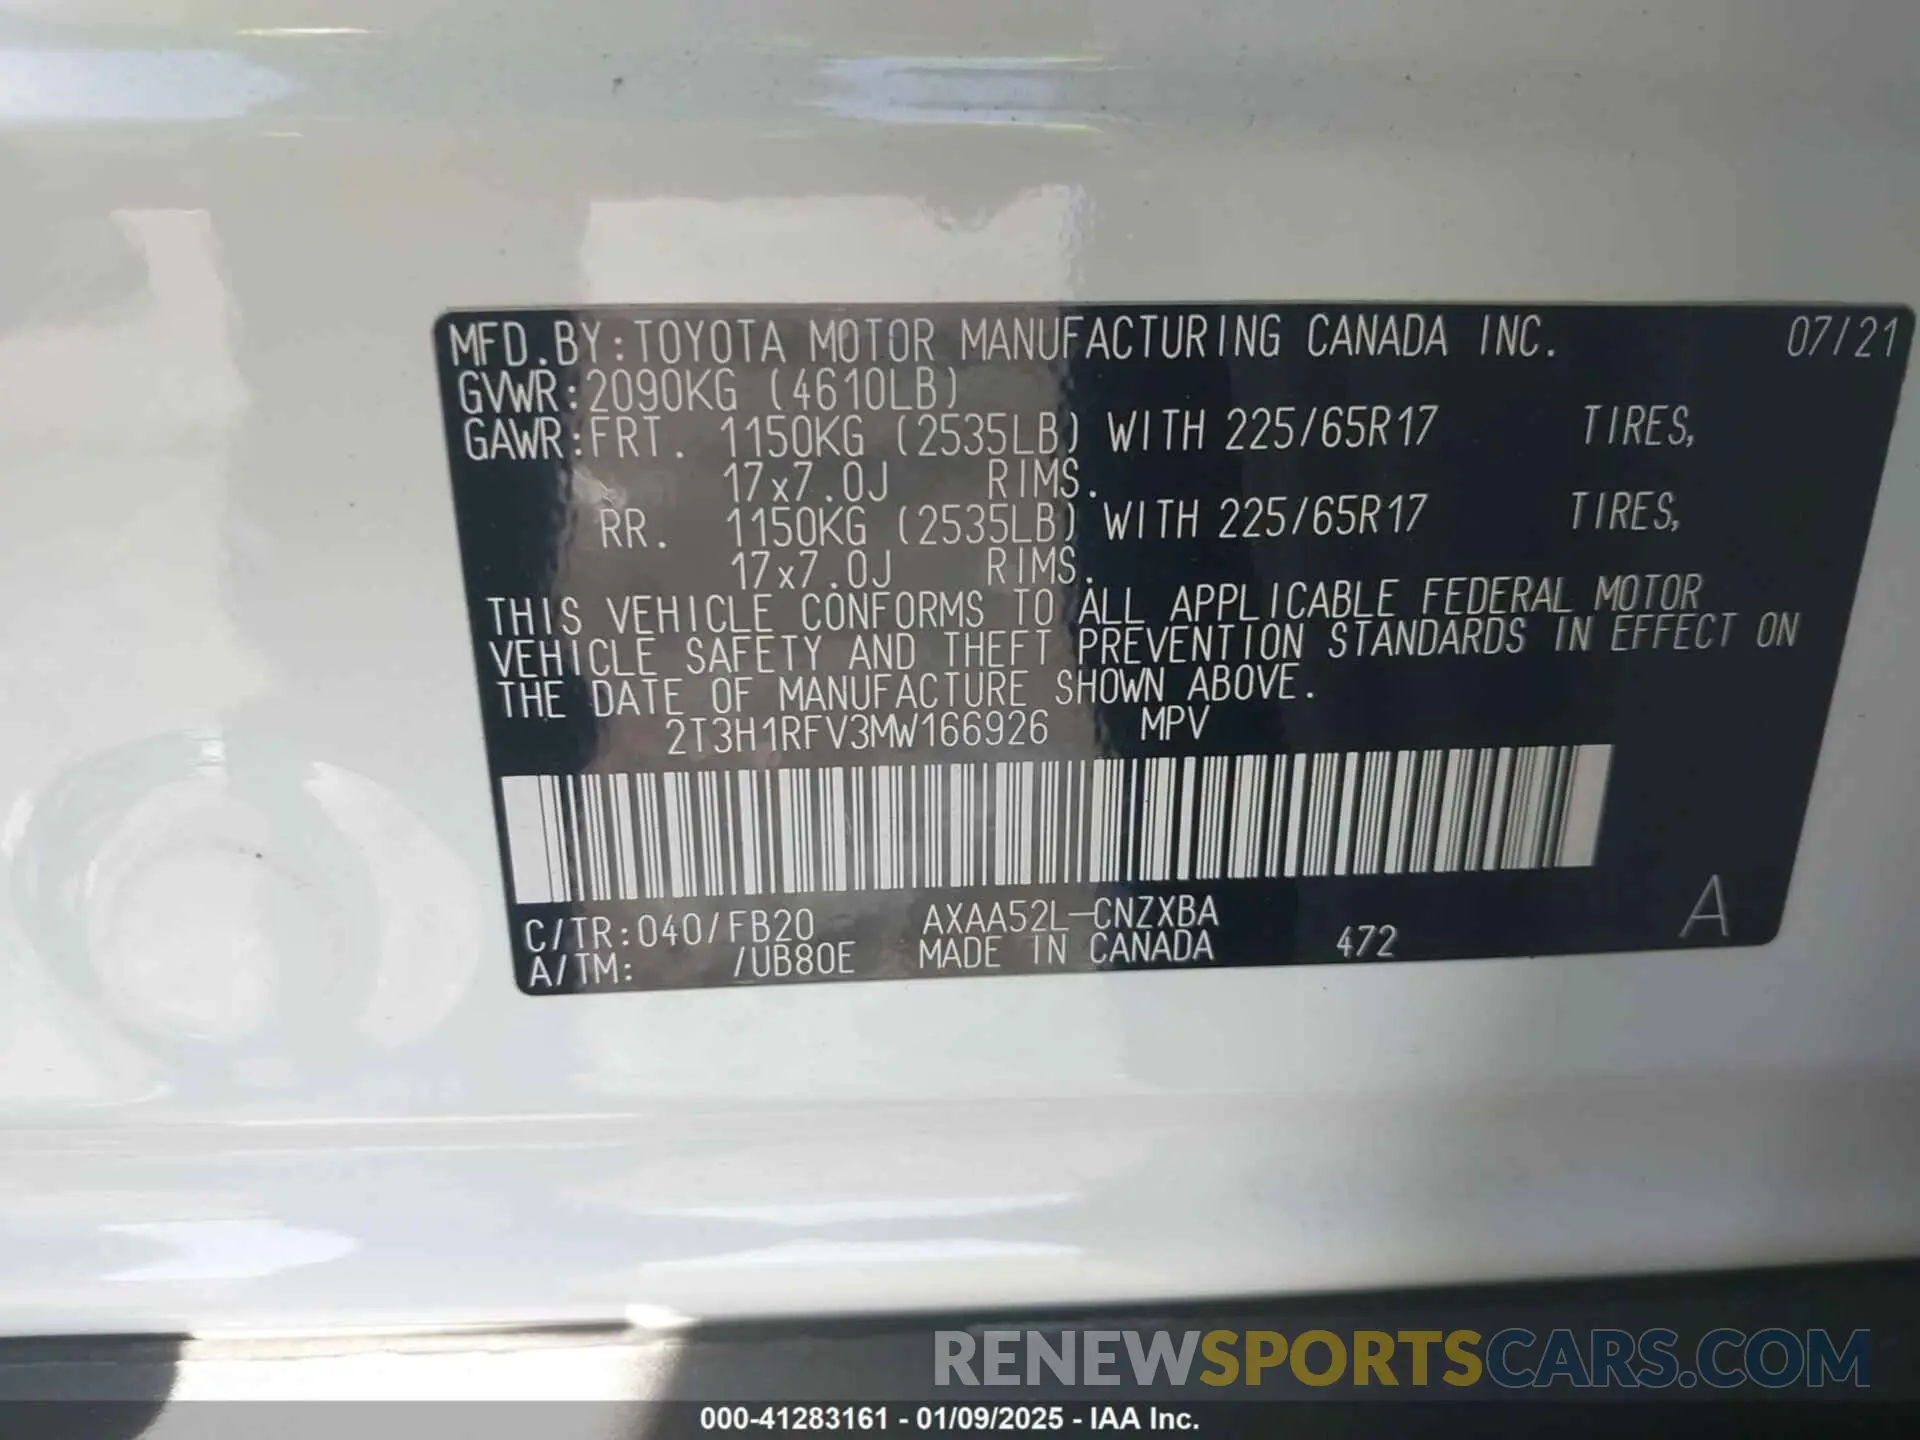 MFD.BY:TOYOTA MOTOR MANUFACTURING CANADA INC. 07/21
GVWR:2090KG (4610LB)
GAWR:FRT. 1150KG (2535LB) WITH 225/65R17 TIRES,
17x7.0J RIMS.
RR. 1150KG (2535LB) WITH 225/65R17 TIRES,
17x7.0J RIMS.
THIS VEHICLE CONFORMS TO ALL APPLICABLE FEDERAL MOTOR
VEHICLE SAFETY AND THEFT PREVENTION STANDARDS IN EFFECT ON
THE DATE OF MANUFACTURE SHOWN ABOVE.
2T3H1RFV3MW166926 MPV
C/TR:040/FB20 AXAA52L-CNZXBA
A/TM: /UB80E MADE IN CANADA 472 A
RENEWSPORTSCARS.COM
000-41283161 - 01/09/2025 - IAA Inc.